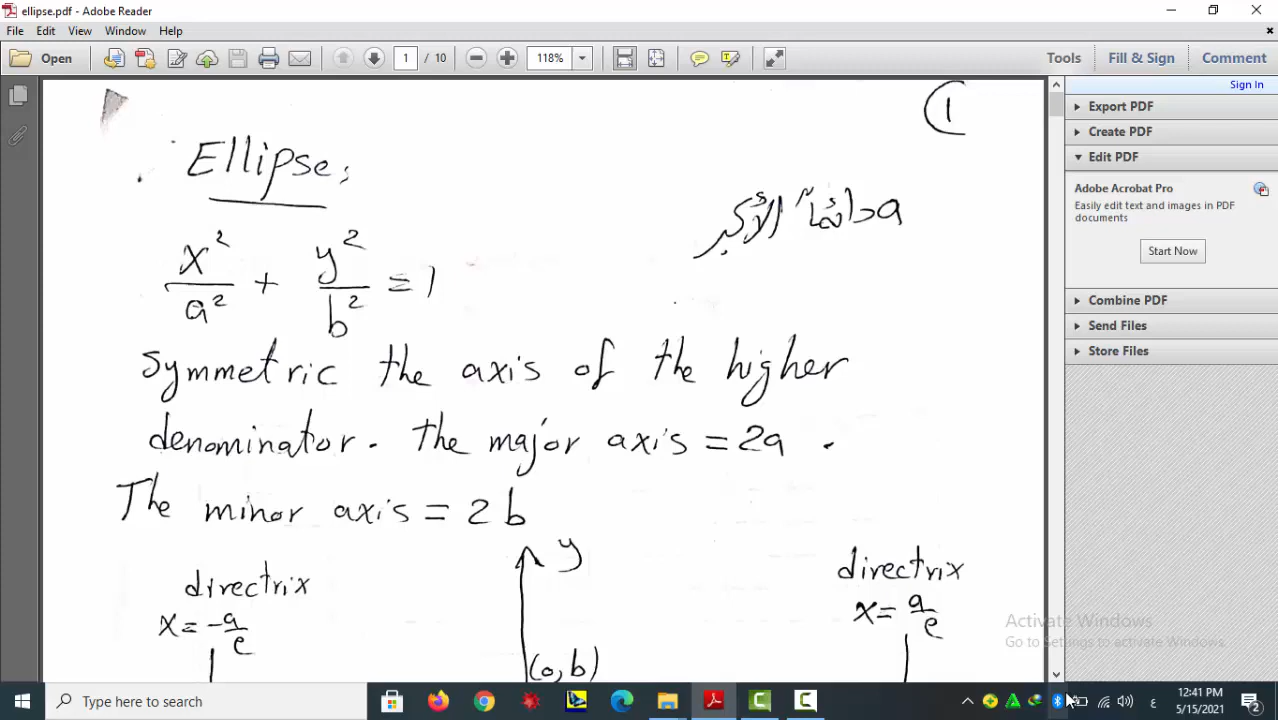 ellipse.pdf - Adobe Reader
File Edit View Window Help
Open 1 / 10 118% Tools Fill & Sign Comment
Sign In
Export PDF
Create PDF
Edit PDF
Adobe Acrobat Pro
Easily edit text and images in PDF
documents
Start Now
Combine PDF
Send Files
Store Files
1
Ellipse:
a دائماً الأكبر
x²/a² + y²/b² = 1
symmetric the axis of the higher
denominator. the major axis = 2a.
The minor axis = 2b
directrix
x = -a/e
y
(o, b)
directrix
x = a/e
Activate Windows
Go to Settings to activate Windows.
Type here to search
ع
12:41 PM
5/15/2021
2